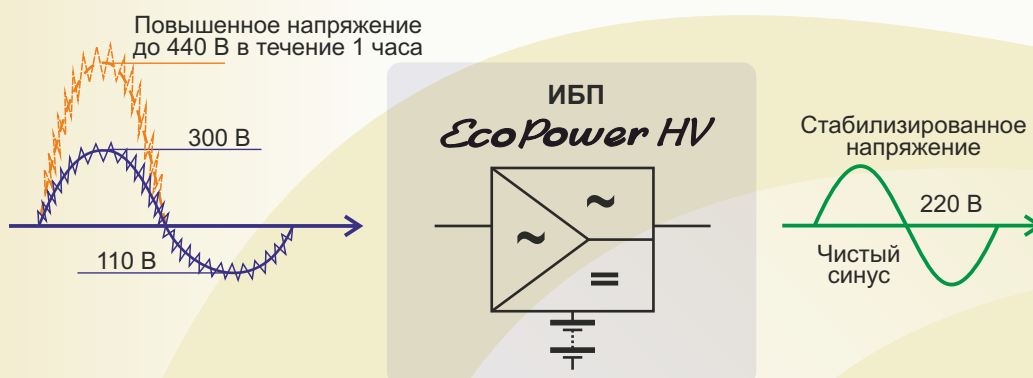 Повышенное напряжение
до 440 В в течение 1 часа
300 В
110 В
ИБП
EcoPower HV
~
~
=
Стабилизированное
напряжение
220 В
Чистый
синус